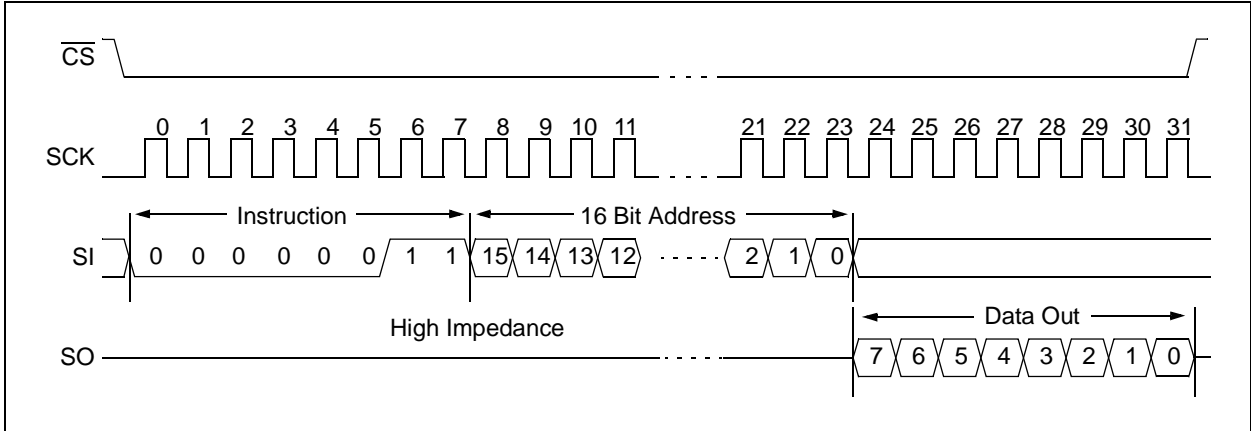 CS
0 1 2 3 4 5 6 7 8 9 10 11 21 22 23 24 25 26 27 28 29 30 31
SCK
Instruction 16 Bit Address
SI 0 0 0 0 0 0 1 1 15 14 13 12 2 1 0
High Impedance Data Out
SO 7 6 5 4 3 2 1 0